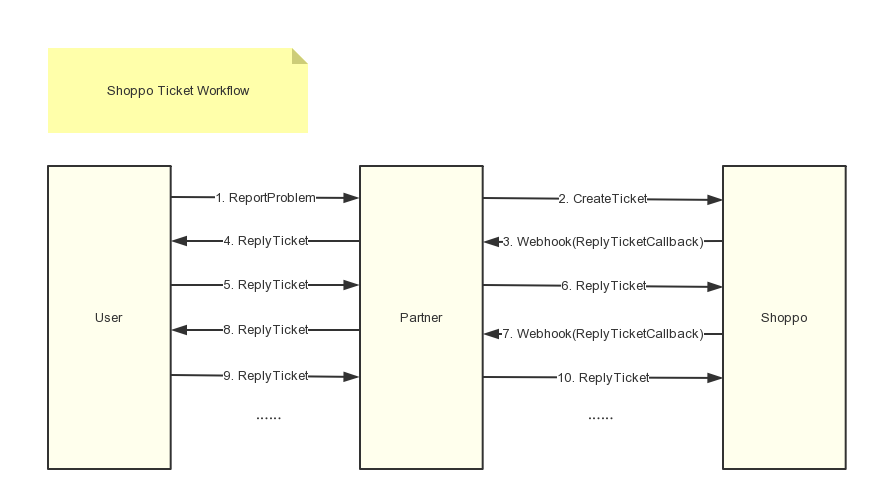 Shoppo Ticket Workflow
1. ReportProblem
2. CreateTicket
4. ReplyTicket
3. Webhook(ReplyTicketCallback)
5. ReplyTicket
6. ReplyTicket
User
Partner
Shoppo
8. ReplyTicket
7. Webhook(ReplyTicketCallback)
9. ReplyTicket
10. ReplyTicket
......
......